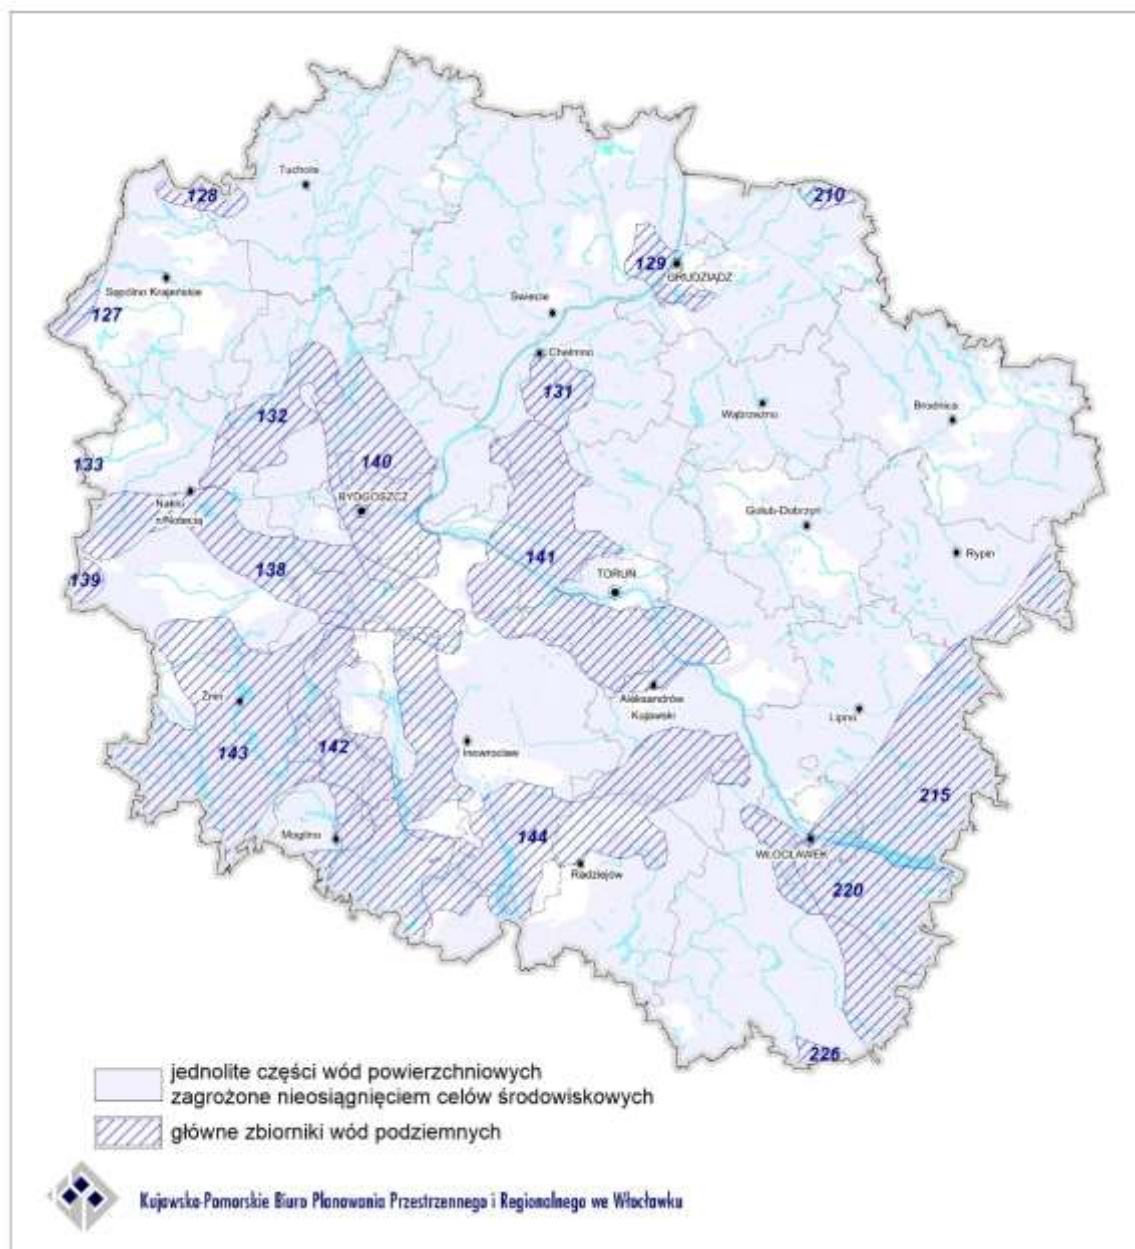 Tuchola
128
210
129
GRUDZIĄDZ
Sępólno Krajeńskie
127
Świecie
Chełmno
131
132
Wąbrzeźno
Brodnica
133
140
Nakło
n/Notecią
BYDGOSZCZ
Golub-Dobrzyń
Rypin
139
138
141
TORUŃ
Żnin
Aleksandrów
Kujawski
Lipno
143
142
Inowrocław
215
Mogilno
144
WŁOCŁAWEK
Radziejów
220
226
jednolite części wód powierzchniowych
zagrożone nieosiągnięciem celów środowiskowych
główne zbiorniki wód podziemnych
Kujawsko-Pomorskie Biuro Planowania Przestrzennego i Regionalnego we Włocławku